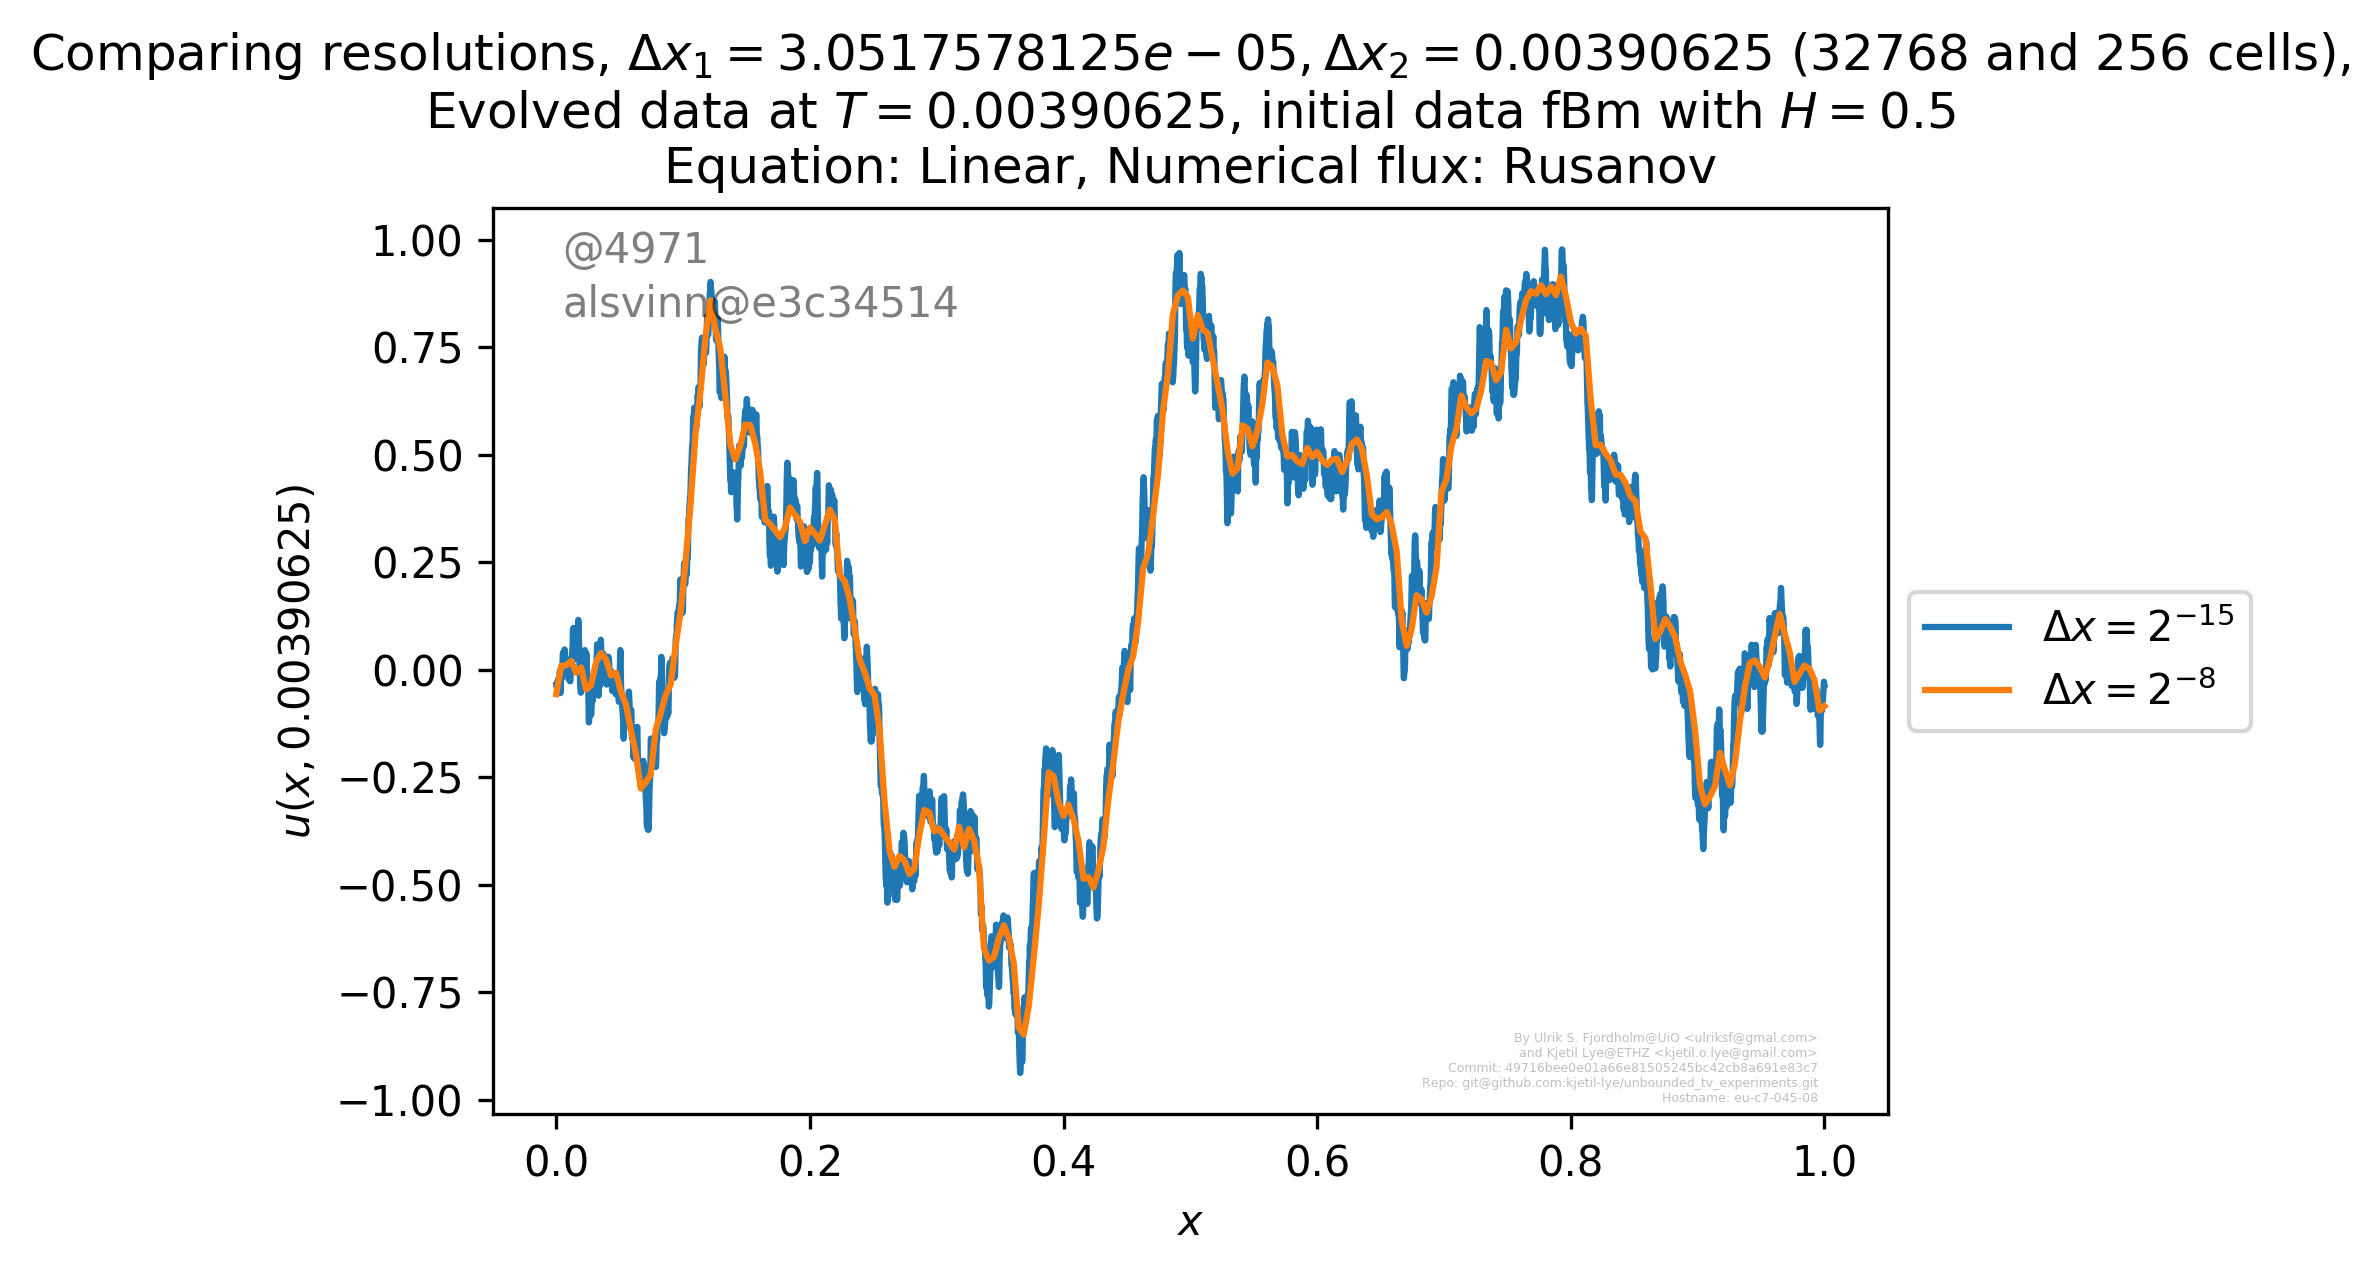 Comparing resolutions, Δx₁ = 3.0517578125e − 05, Δx₂ = 0.00390625 (32768 and 256 cells),
Evolved data at T = 0.00390625, initial data fBm with H = 0.5
Equation: Linear, Numerical flux: Rusanov
@4971
alsvinn@e3c34514
1.00
0.75
0.50
0.25
0.00
−0.25
−0.50
−0.75
−1.00
u(x, 0.00390625)
Δx = 2⁻¹⁵
Δx = 2⁻⁸
By Ulrik S. Fjordholm@UiO <ulriksf@gmal.com>
and Kjetil Lye@ETHZ <kjetil.o.lye@gmail.com>
Commit: 49716bee0e01a66e81505245bc42cb8a691e83c7
Repo: git@github.com:kjetil-lye/unbounded_tv_experiments.git
Hostname: eu-c7-045-08
0.0 0.2 0.4 0.6 0.8 1.0
x